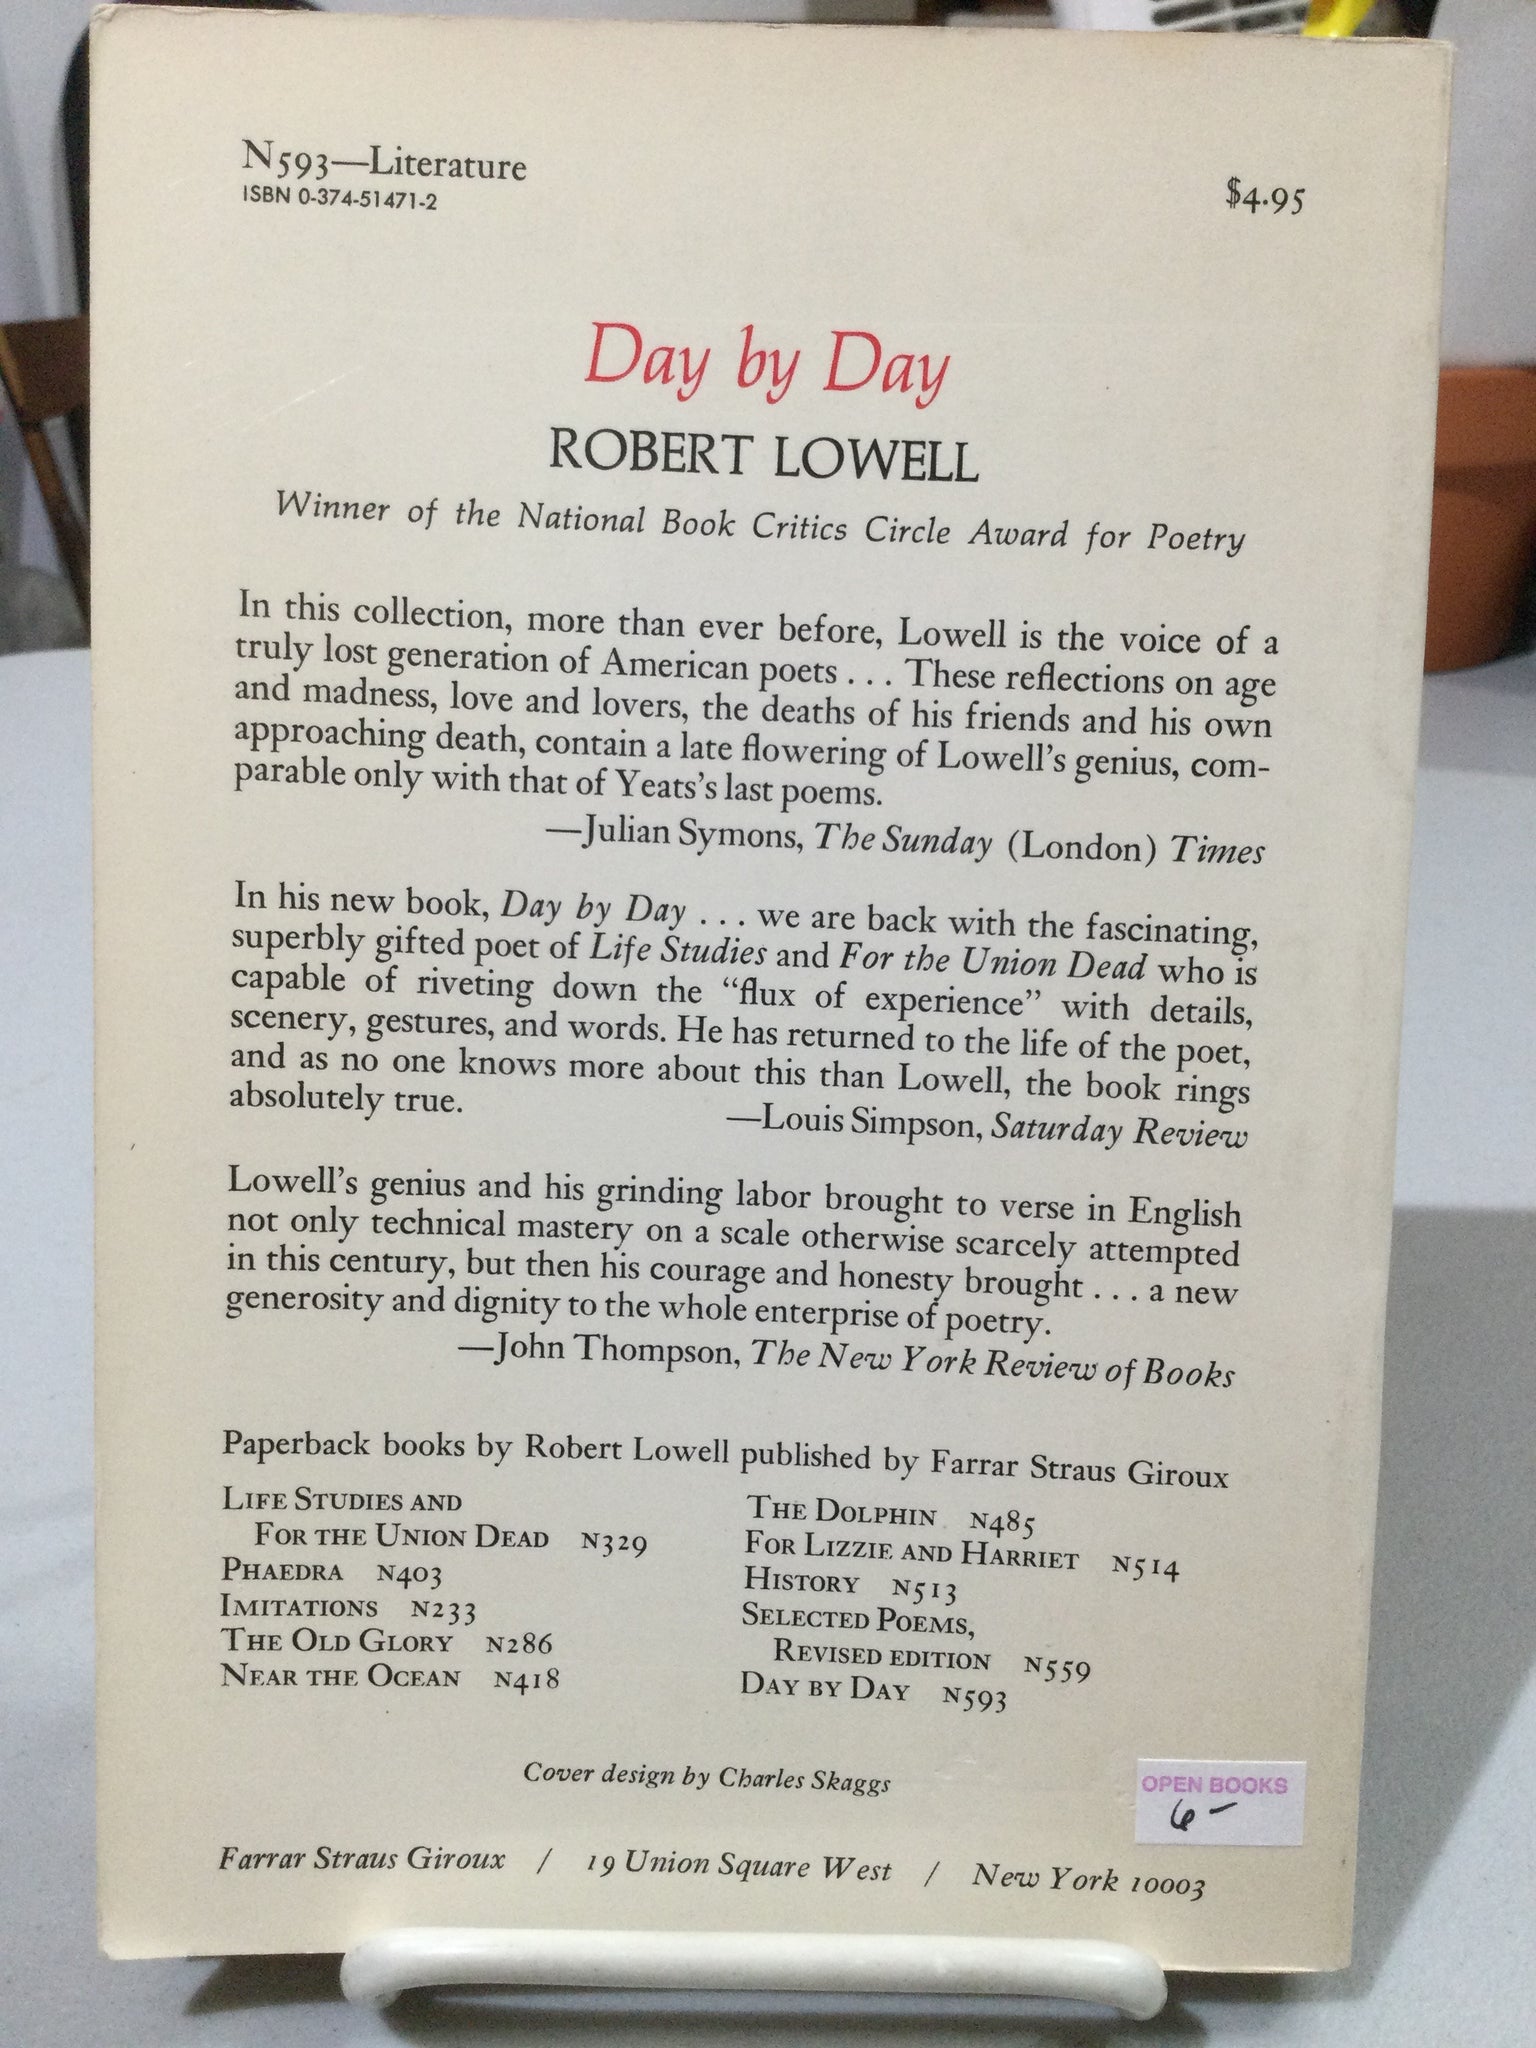 N593—Literature
ISBN 0-374-51471-2
$4.95
Day by Day
ROBERT LOWELL
Winner of the National Book Critics Circle Award for Poetry
In this collection, more than ever before, Lowell is the voice of a
truly lost generation of American poets . . . These reflections on age
and madness, love and lovers, the deaths of his friends and his own
approaching death, contain a late flowering of Lowell's genius, com-
parable only with that of Yeats's last poems.
—Julian Symons, The Sunday (London) Times
In his new book, Day by Day . . . we are back with the fascinating,
superbly gifted poet of Life Studies and For the Union Dead who is
capable of riveting down the “flux of experience” with details,
scenery, gestures, and words. He has returned to the life of the poet,
and as no one knows more about this than Lowell, the book rings
absolutely true.
—Louis Simpson, Saturday Review
Lowell's genius and his grinding labor brought to verse in English
not only technical mastery on a scale otherwise scarcely attempted
in this century, but then his courage and honesty brought . . . a new
generosity and dignity to the whole enterprise of poetry.
—John Thompson, The New York Review of Books
Paperback books by Robert Lowell published by Farrar Straus Giroux
LIFE STUDIES AND
FOR THE UNION DEAD N329
PHAEDRA N403
IMITATIONS N233
THE OLD GLORY N286
NEAR THE OCEAN N418
THE DOLPHIN N485
FOR LIZZIE AND HARRIET N514
HISTORY N513
SELECTED POEMS,
REVISED EDITION N559
DAY BY DAY N593
Cover design by Charles Skaggs
OPEN BOOKS
6–
Farrar Straus Giroux / 19 Union Square West / New York 10003